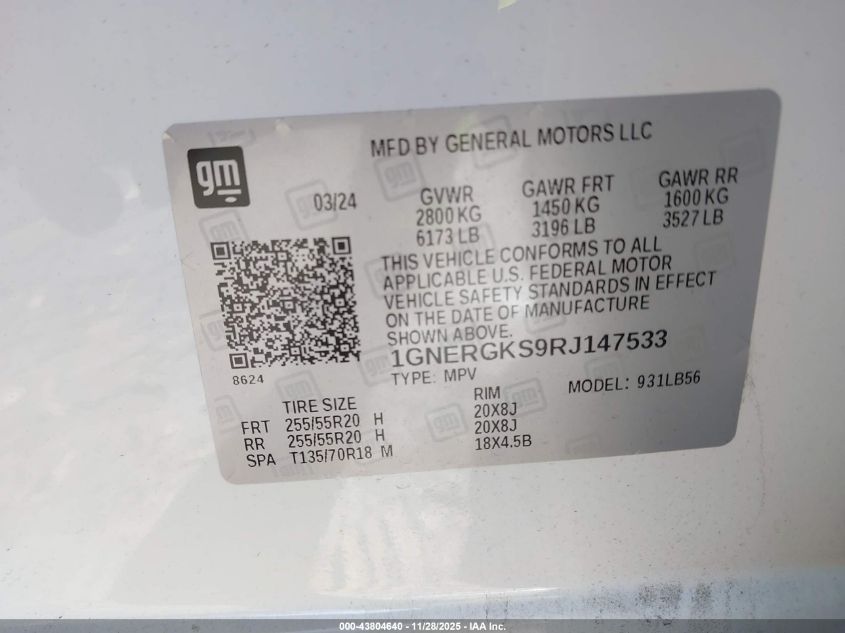 gm
MFD BY GENERAL MOTORS LLC
03/24
GVWR
2800 KG
6173 LB
GAWR FRT
1450 KG
3196 LB
GAWR RR
1600 KG
3527 LB
THIS VEHICLE CONFORMS TO ALL
APPLICABLE U.S. FEDERAL MOTOR
VEHICLE SAFETY STANDARDS IN EFFECT
ON THE DATE OF MANUFACTURE
SHOWN ABOVE.
1GNERGKS9RJ147533
8624
TYPE: MPV
MODEL: 931LB56
TIRE SIZE RIM
FRT 255/55R20 H 20X8J
RR 255/55R20 H 20X8J
SPA T135/70R18 M 18X4.5B
000-43804640 - 11/28/2025 - IAA Inc.